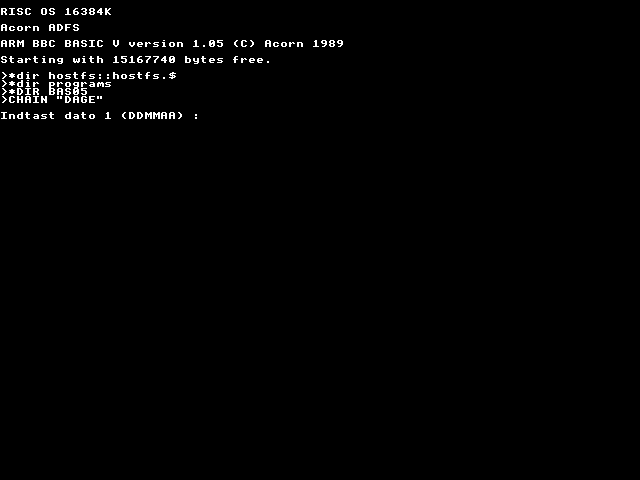 RISC OS 16384K
Acorn ADFS
ARM BBC BASIC V version 1.05 (C) Acorn 1989
Starting with 15167740 bytes free.
>*dir hostfs::hostfs.$
>*dir programs
>*DIR BAS05
>CHAIN "DAGE"
Indtast dato 1 (DDMMAA) :